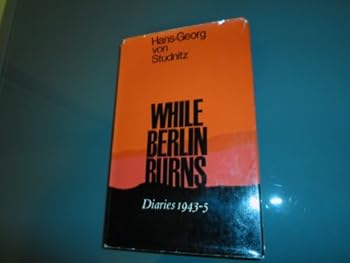 Hans-Georg
von
Studnitz
WHILE
BERLIN
BURNS
Diaries 1943-5